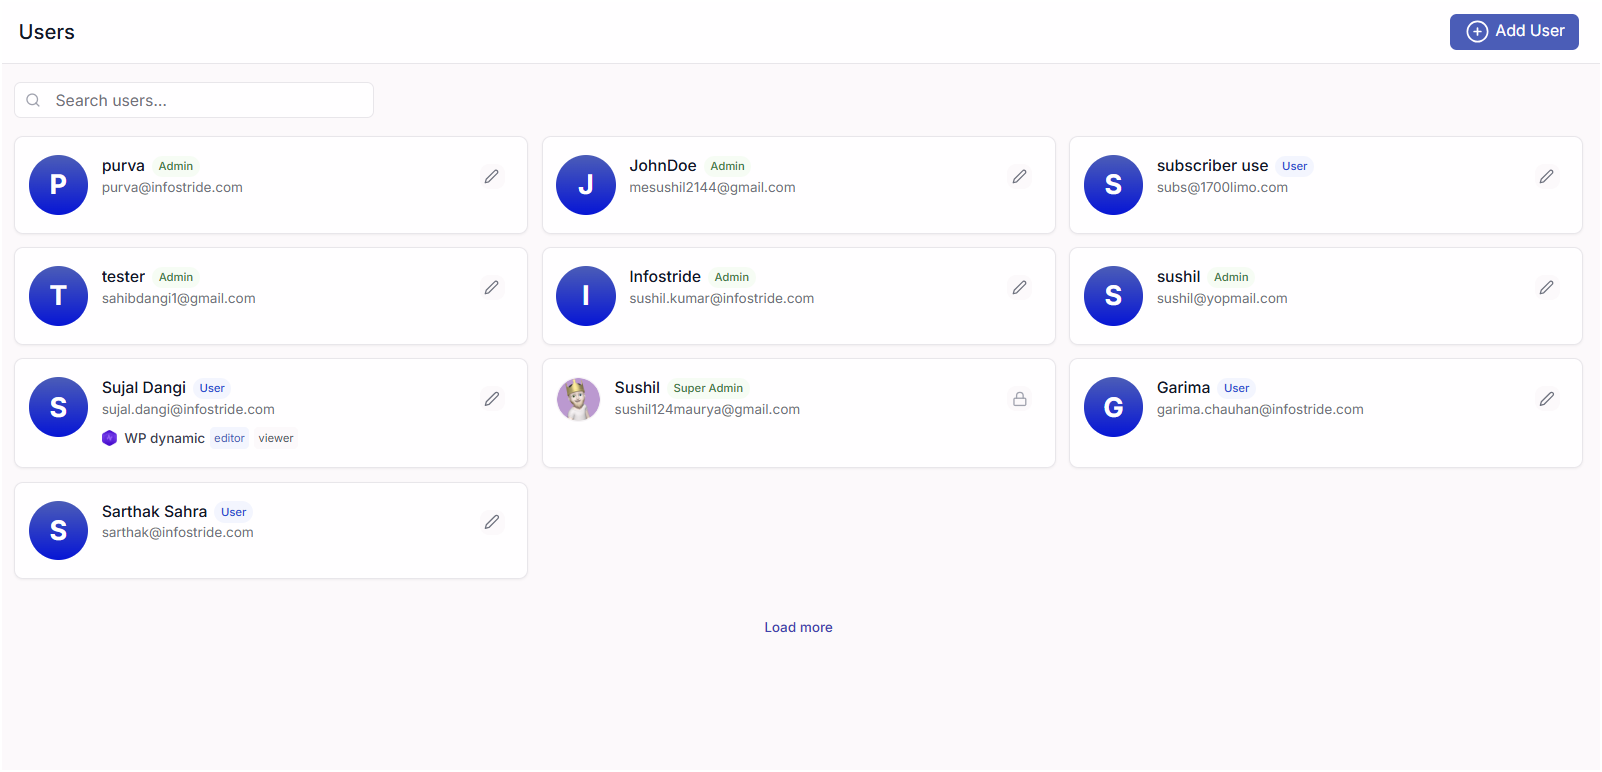 Users
Add User
Search users...
P
purva Admin
purva@infostride.com
J
JohnDoe Admin
mesushil2144@gmail.com
S
subscriber use User
subs@1700limo.com
T
tester Admin
sahibdangi1@gmail.com
I
Infostride Admin
sushil.kumar@infostride.com
S
sushil Admin
sushil@yopmail.com
S
Sujal Dangi User
sujal.dangi@infostride.com
WP dynamic editor viewer
Sushil Super Admin
sushil124maurya@gmail.com
G
Garima User
garima.chauhan@infostride.com
S
Sarthak Sahra User
sarthak@infostride.com
Load more